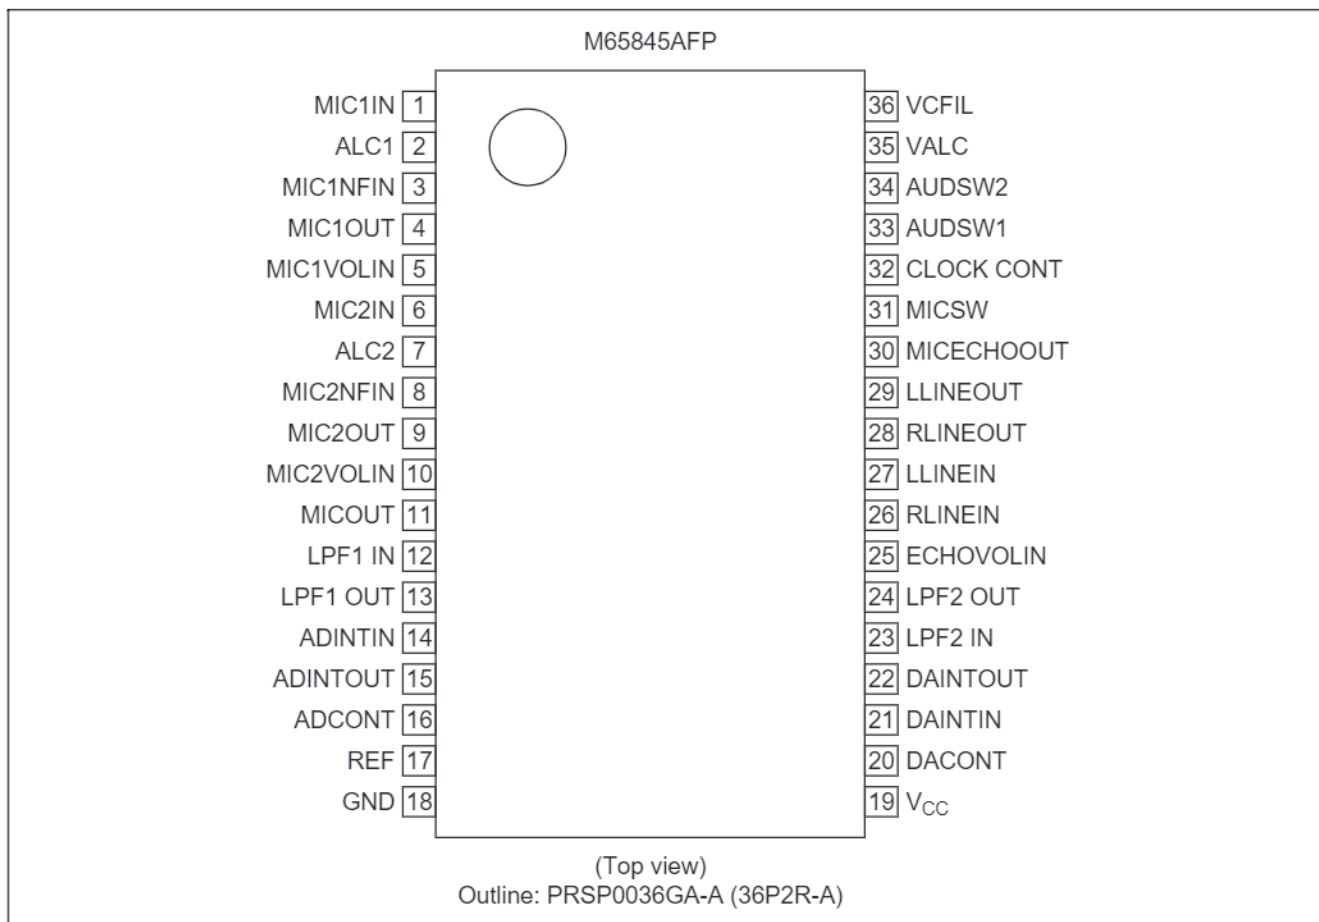 M65845AFP
MIC1IN 1 36 VCFIL
ALC1 2 35 VALC
MIC1NFIN 3 34 AUDSW2
MIC1OUT 4 33 AUDSW1
MIC1VOLIN 5 32 CLOCK CONT
MIC2IN 6 31 MICSW
ALC2 7 30 MICECHOOUT
MIC2NFIN 8 29 LLINEOUT
MIC2OUT 9 28 RLINEOUT
MIC2VOLIN 10 27 LLINEIN
MICOUT 11 26 RLINEIN
LPF1 IN 12 25 ECHOVOLIN
LPF1 OUT 13 24 LPF2 OUT
ADINTIN 14 23 LPF2 IN
ADINTOUT 15 22 DAINTOUT
ADCONT 16 21 DAINTIN
REF 17 20 DACONT
GND 18 19 VCC
(Top view)
Outline: PRSP0036GA-A (36P2R-A)